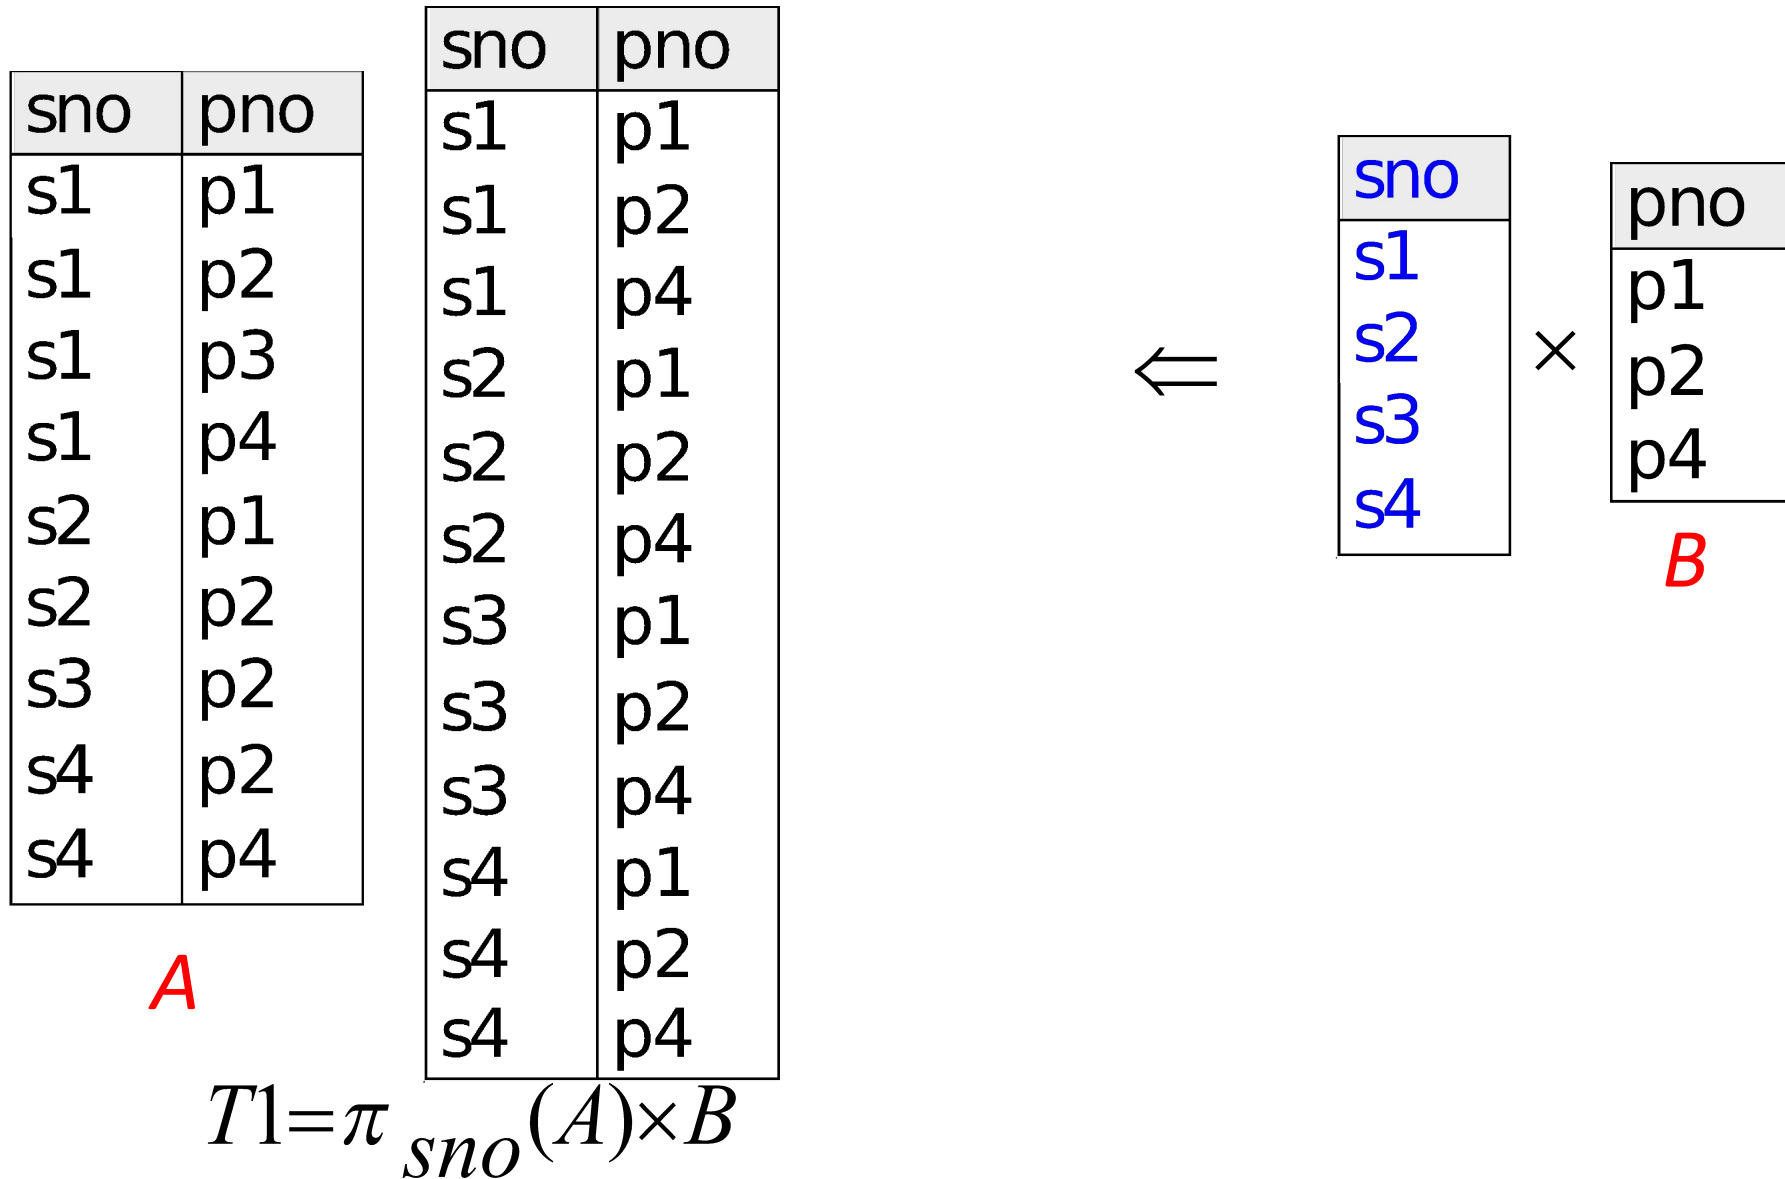 sno pno
s1 p1
s1 p2
s1 p3
s1 p4
s2 p1
s2 p2
s3 p2
s4 p2
s4 p4
A
sno pno
s1 p1
s1 p2
s1 p4
s2 p1
s2 p2
s2 p4
s3 p1
s3 p2
s3 p4
s4 p1
s4 p2
s4 p4
T1=π sno (A)×B
⇐
sno
s1
s2
s3
s4
×
pno
p1
p2
p4
B